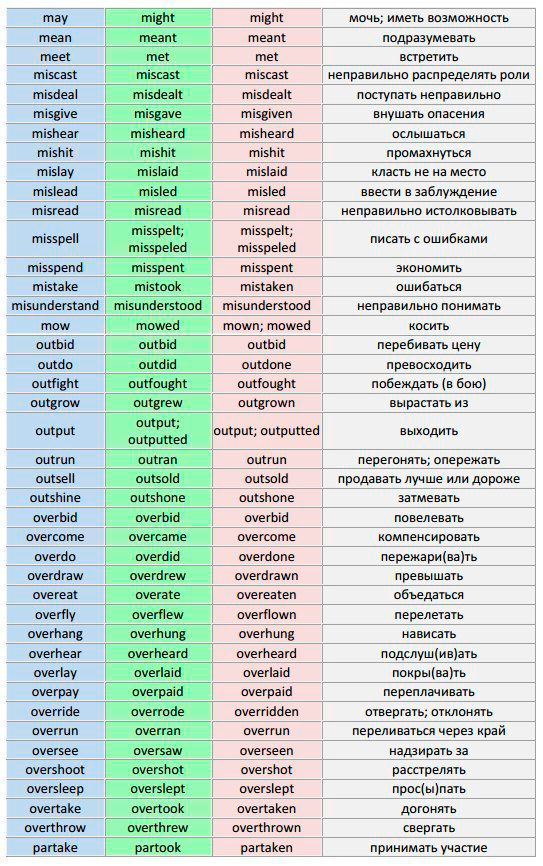 may might might мочь; иметь возможность
mean meant meant подразумевать
meet met met встретить
miscast miscast miscast неправильно распределять роли
misdeal misdealt misdealt поступать неправильно
misgive misgave misgiven внушать опасения
mishear misheard misheard ослышаться
mishit mishit mishit промахнуться
mislay mislaid mislaid класть не на место
mislead misled misled ввести в заблуждение
misread misread misread неправильно истолковывать
misspell misspelt; misspeled misspelt; misspeled писать с ошибками
misspend misspent misspent экономить
mistake mistook mistaken ошибаться
misunderstand misunderstood misunderstood неправильно понимать
mow mowed mown; mowed косить
outbid outbid outbid перебивать цену
outdo outdid outdone превосходить
outfight outfought outfought побеждать (в бою)
outgrow outgrew outgrown вырастать из
output output; outputted output; outputted выходить
outrun outran outrun перегонять; опережать
outsell outsold outsold продавать лучше или дороже
outshine outshone outshone затмевать
overbid overbid overbid повелевать
overcome overcame overcome компенсировать
overdo overdid overdone пережари(ва)ть
overdraw overdrew overdrawn превышать
overeat overate overeaten объедаться
overfly overflew overflown перелетать
overhang overhung overhung нависать
overhear overheard overheard подслуш(ив)ать
overlay overlaid overlaid покры(ва)ть
overpay overpaid overpaid переплачивать
override overrode overridden отвергать; отклонять
overrun overran overrun переливаться через край
oversee oversaw overseen надзирать за
overshoot overshot overshot расстрелять
oversleep overslept overslept прос(ы)пать
overtake overtook overtaken догонять
overthrow overthrew overthrown свергать
partake partook partaken принимать участие